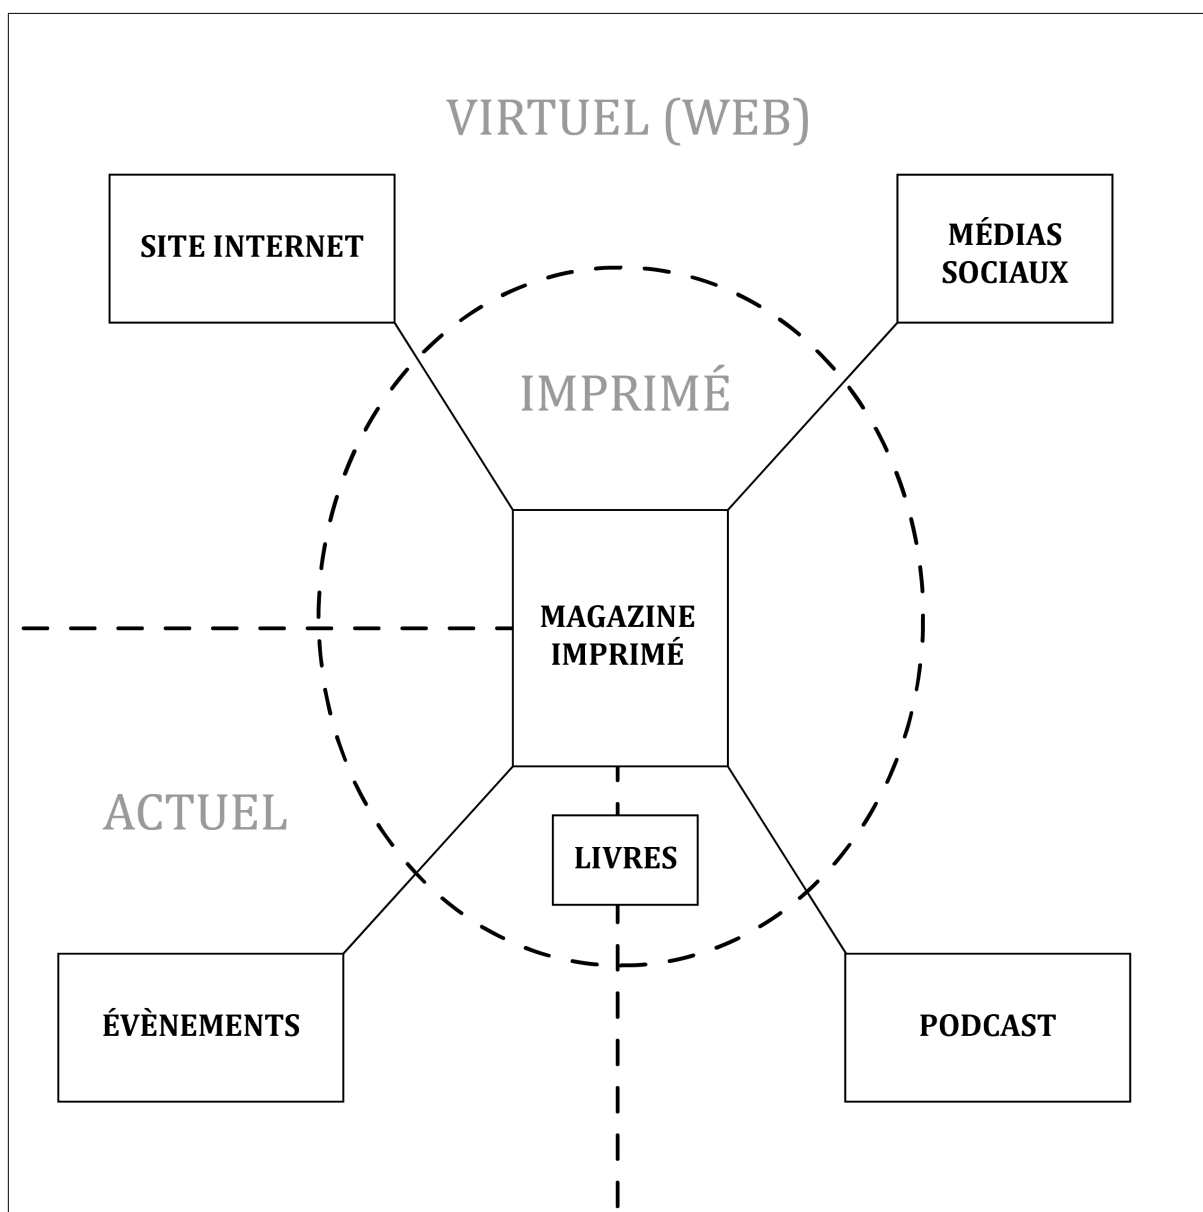 VIRTUEL (WEB)
SITE INTERNET
MÉDIAS
SOCIAUX
IMPRIMÉ
MAGAZINE
IMPRIMÉ
ACTUEL
LIVRES
ÉVÈNEMENTS
PODCAST